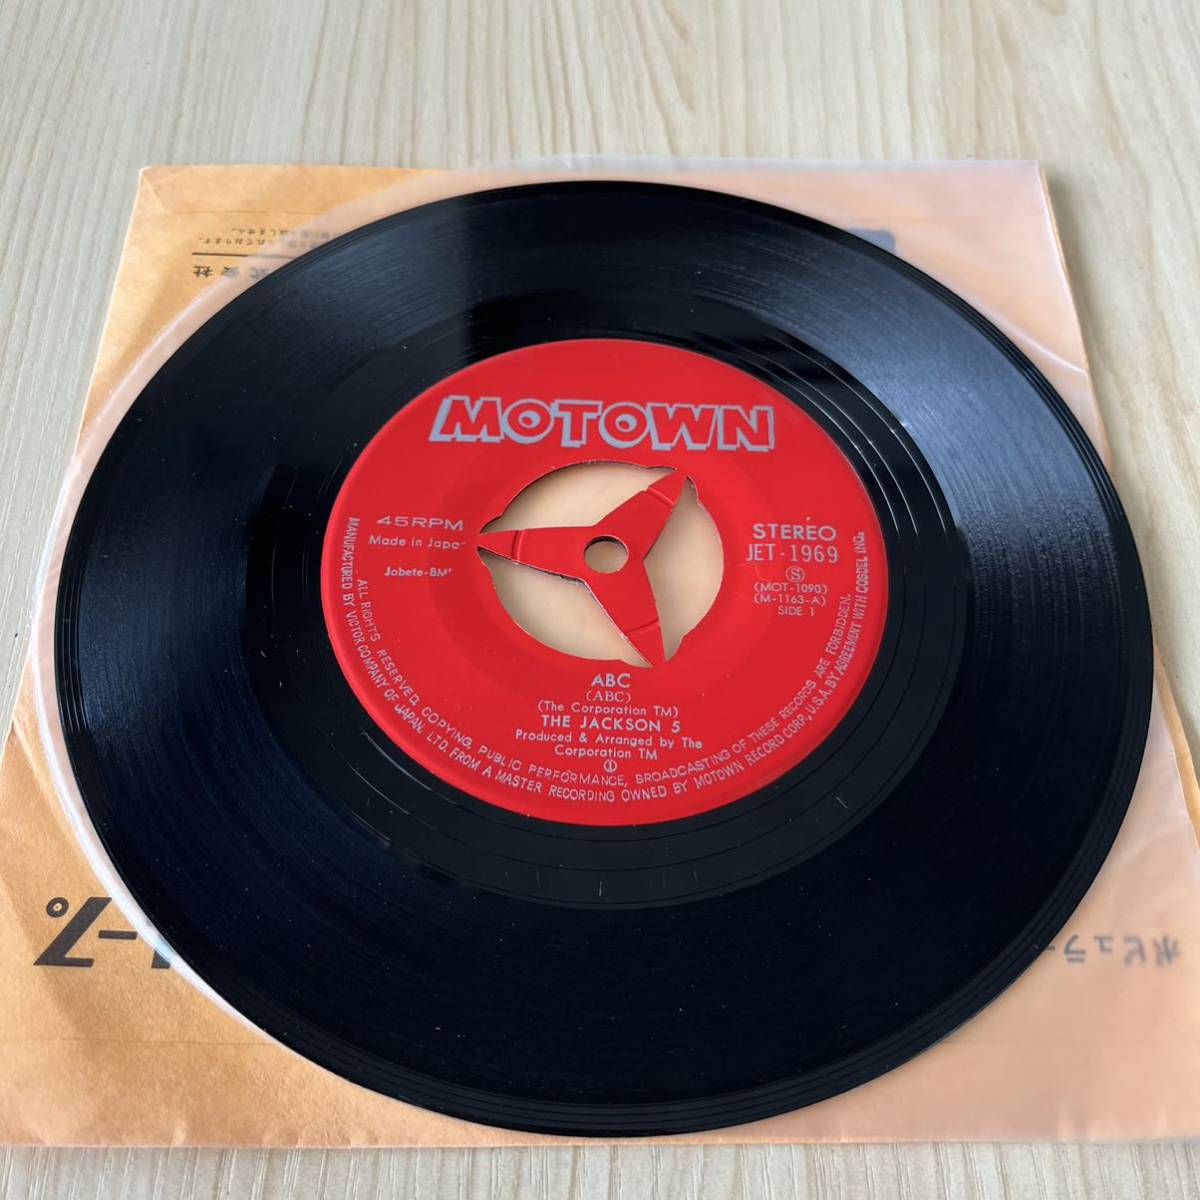 MOTOWN
45RPM
Made in
STEREO
JET-1969
Ⓢ
(MOT-1090)
(M-1163-A)
SIDE 1
ABC
(ABC)
(The Corporation TM)
THE JACKSON 5
Produced & Arranged by The
Corporation TM
①
ALL RIGHTS RESERVED. COPYING, PUBLIC PERFORMANCE, BROADCASTING OF THESE RECORDS ARE FORBIDDEN.
MANUFACTURED BY VICTOR COMPANY OF JAPAN, LTD. FROM A MASTER RECORDING OWNED BY MOTOWN RECORD CORP., U.S.A. BY AGREEMENT WITH COSDEL INC.